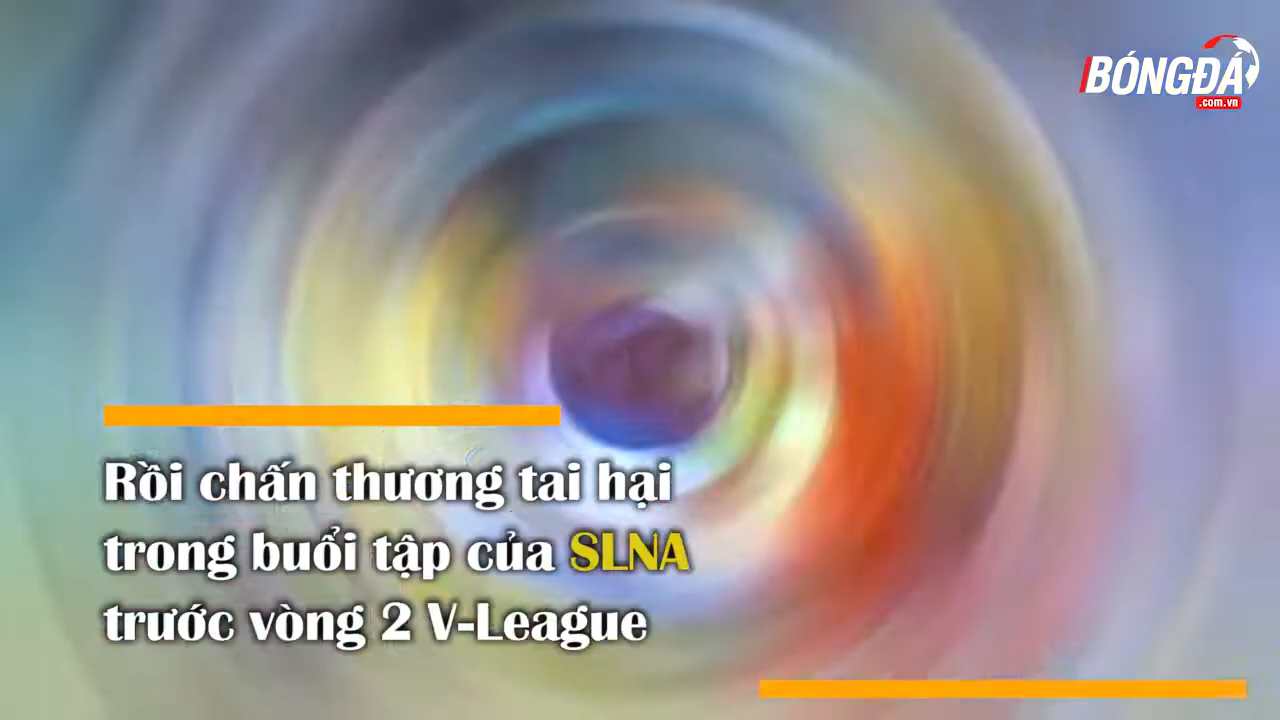 BÓNGĐÁ
.com.vn
Rồi chấn thương tai hại
trong buổi tập của SLNA
trước vòng 2 V-League